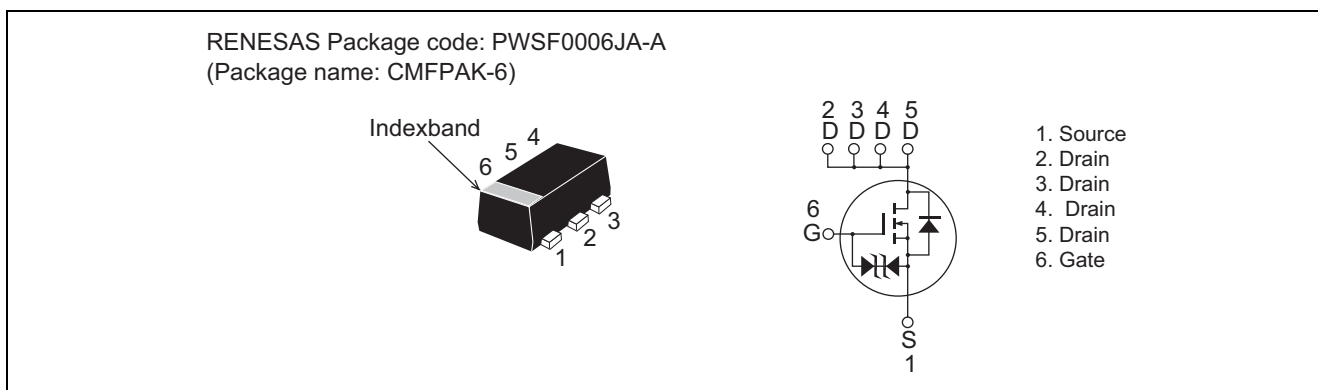 RENESAS Package code: PWSF0006JA-A
(Package name: CMFPAK-6)
Indexband
6 5 4
1 2 3
2 3 4 5
D D D D
6
G
S
1
1. Source
2. Drain
3. Drain
4. Drain
5. Drain
6. Gate